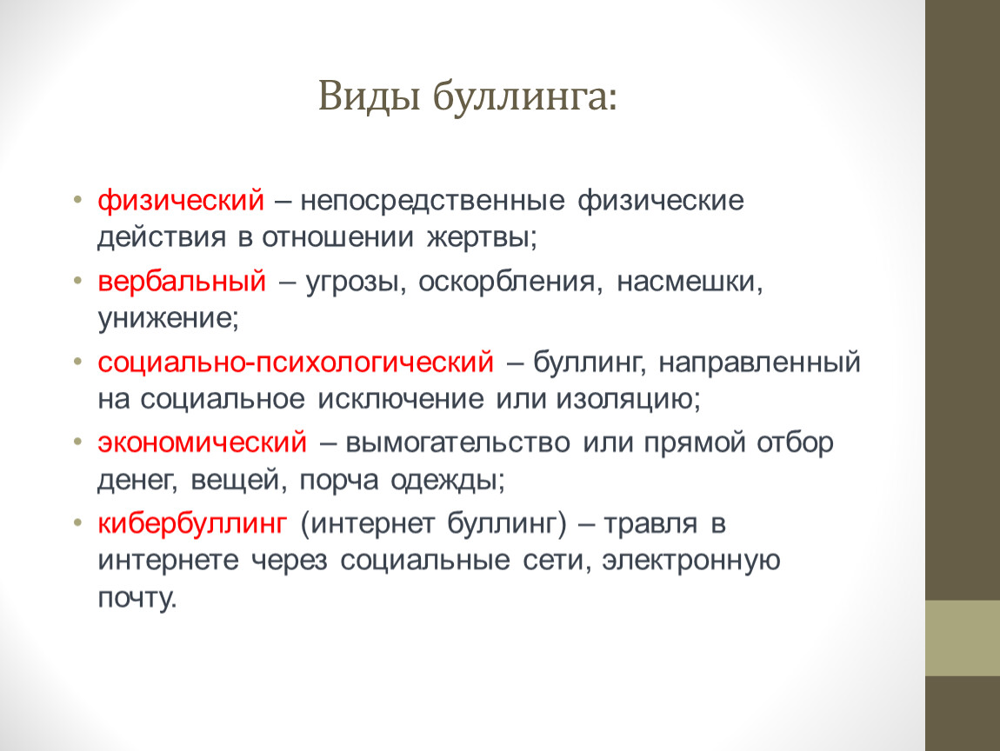 Виды буллинга:
• физический – непосредственные физические
действия в отношении жертвы;
• вербальный – угрозы, оскорбления, насмешки,
унижение;
• социально-психологический – буллинг, направленный
на социальное исключение или изоляцию;
• экономический – вымогательство или прямой отбор
денег, вещей, порча одежды;
• кибербуллинг (интернет буллинг) – травля в
интернете через социальные сети, электронную
почту.